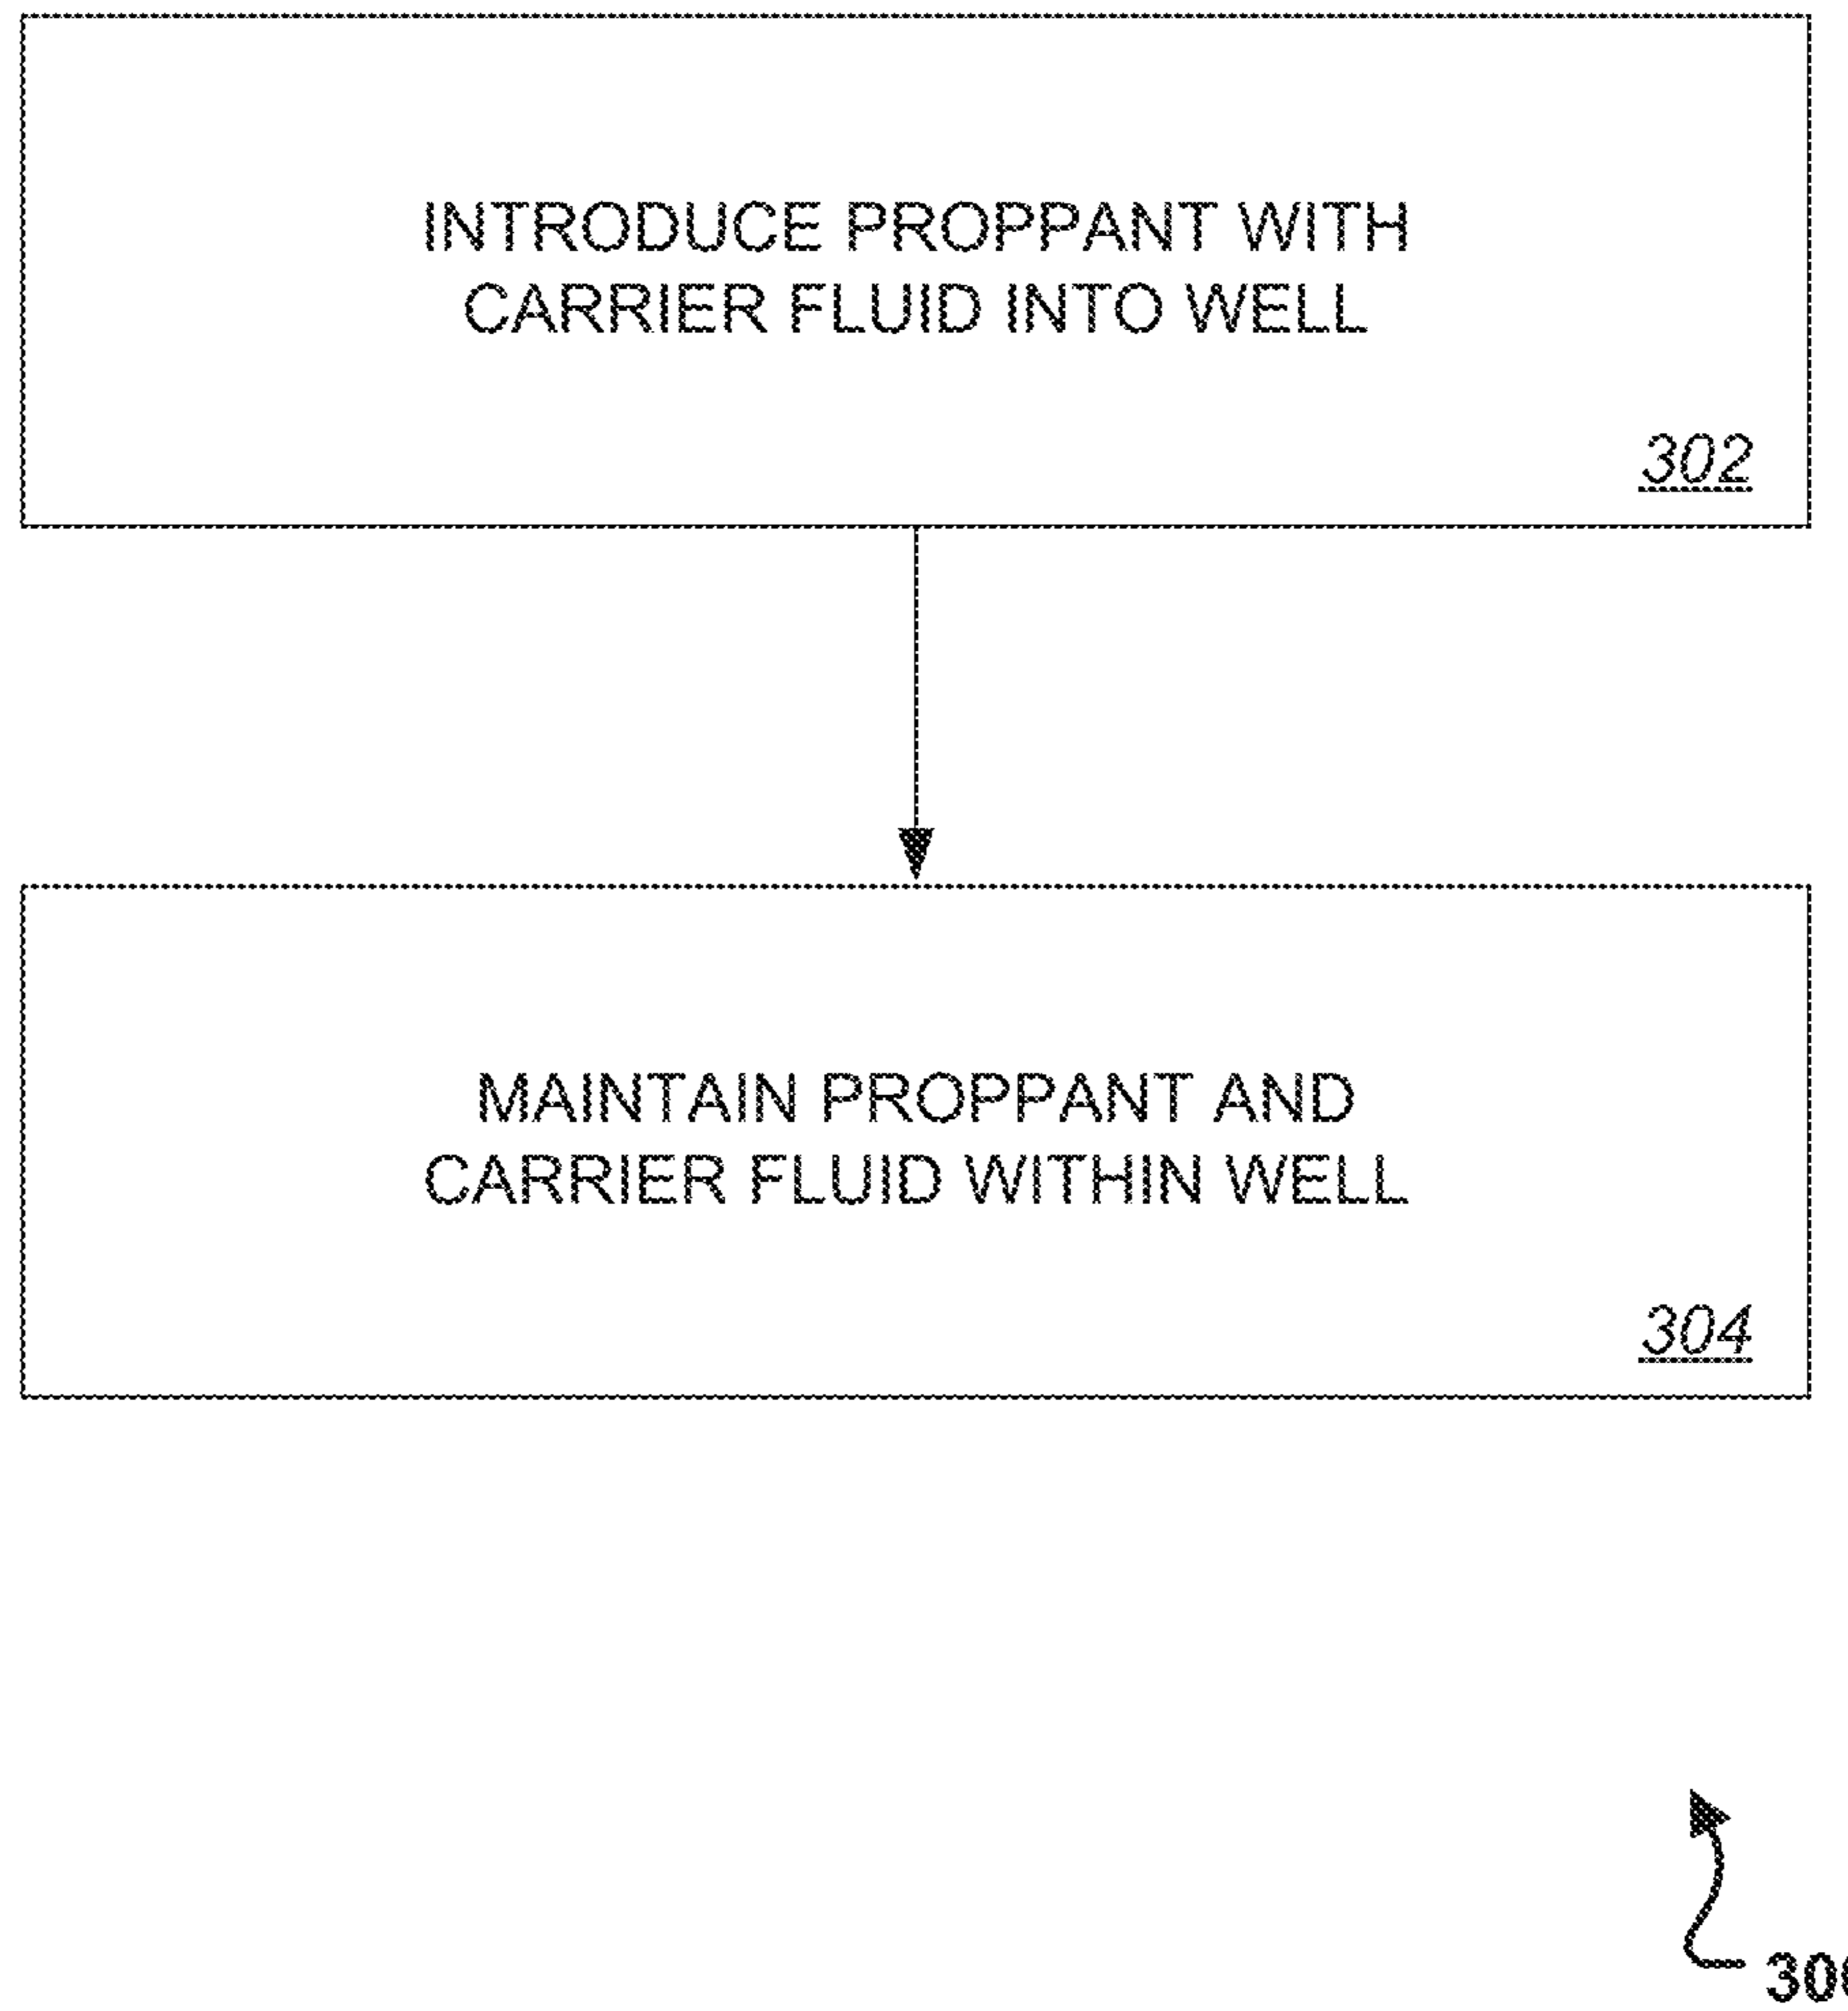 INTRODUCE PROPPANT WITH
CARRIER FLUID INTO WELL
302
MAINTAIN PROPPANT AND
CARRIER FLUID WITHIN WELL
304